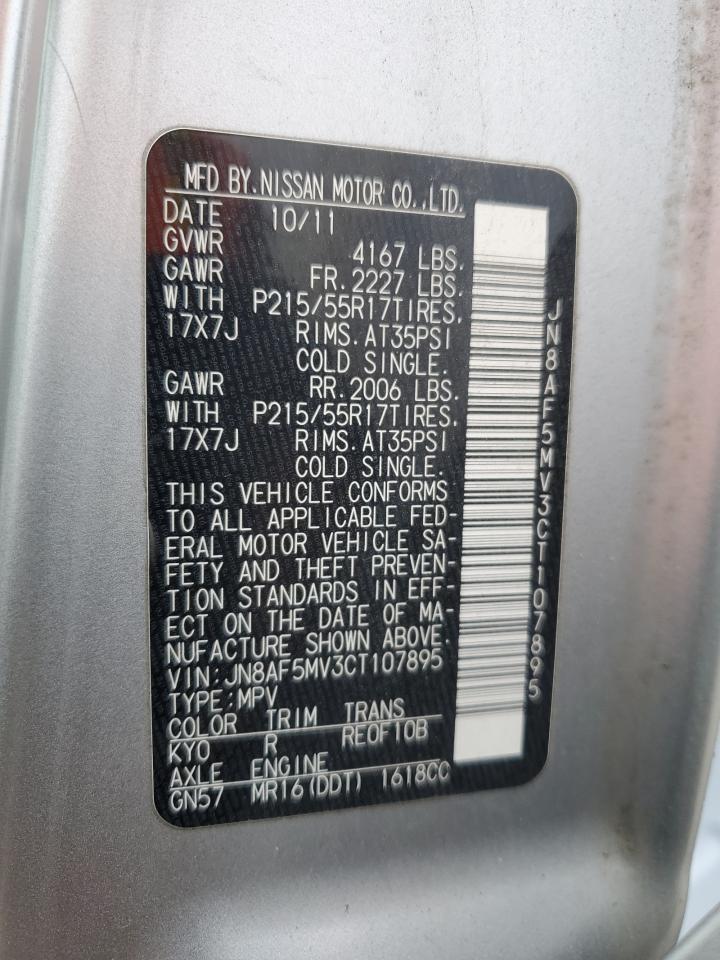 MFD BY.NISSAN MOTOR CO.,LTD.
DATE 10/11
GVWR 4167 LBS.
GAWR FR.2227 LBS.
WITH P215/55R17TIRES,
17X7J RIMS.AT35PSI
COLD SINGLE.
GAWR RR.2006 LBS.
WITH P215/55R17TIRES,
17X7J RIMS.AT35PSI
COLD SINGLE.
THIS VEHICLE CONFORMS
TO ALL APPLICABLE FED-
ERAL MOTOR VEHICLE SA-
FETY AND THEFT PREVEN-
TION STANDARDS IN EFF-
ECT ON THE DATE OF MA-
NUFACTURE SHOWN ABOVE.
VIN:JN8AF5MV3CT107895
TYPE:MPV
COLOR TRIM TRANS
KY0 R RE0F10B
AXLE ENGINE
GN57 MR16(DDT) 1618CC
JN8AF5MV3CT107895